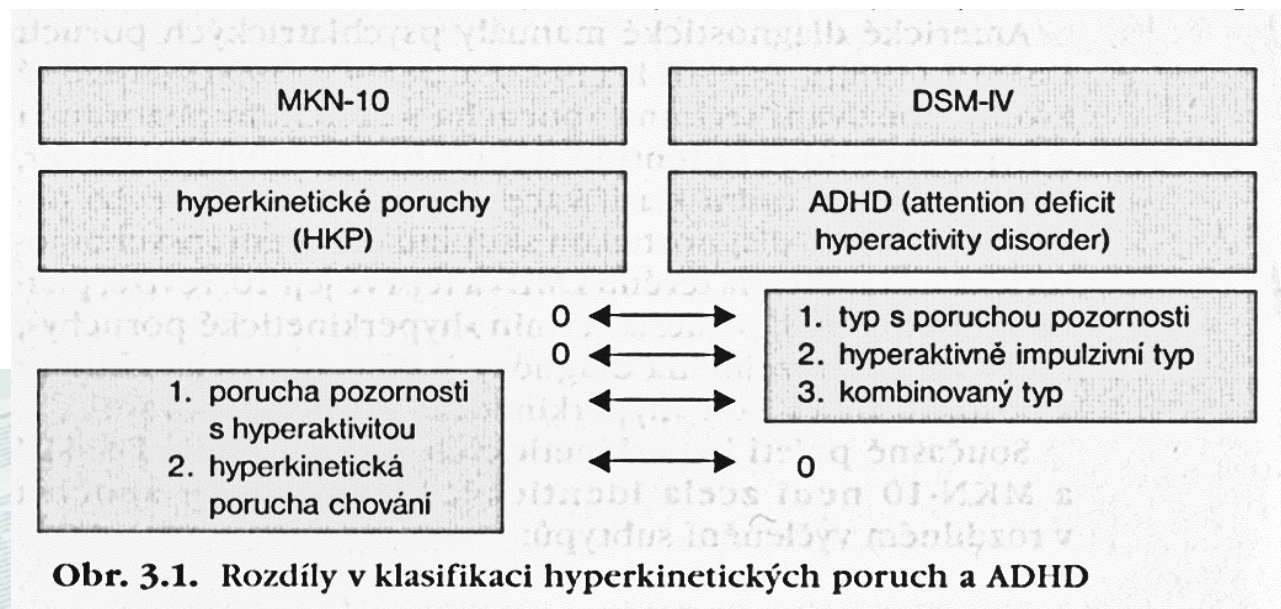 MKN-10
DSM-IV
hyperkinetické poruchy
(HKP)
ADHD (attention deficit
hyperactivity disorder)
0
0
1. typ s poruchou pozornosti
2. hyperaktivně impulzivní typ
3. kombinovaný typ
1. porucha pozornosti
s hyperaktivitou
2. hyperkinetická
porucha chování
0
Obr. 3.1. Rozdíly v klasifikaci hyperkinetických poruch a ADHD